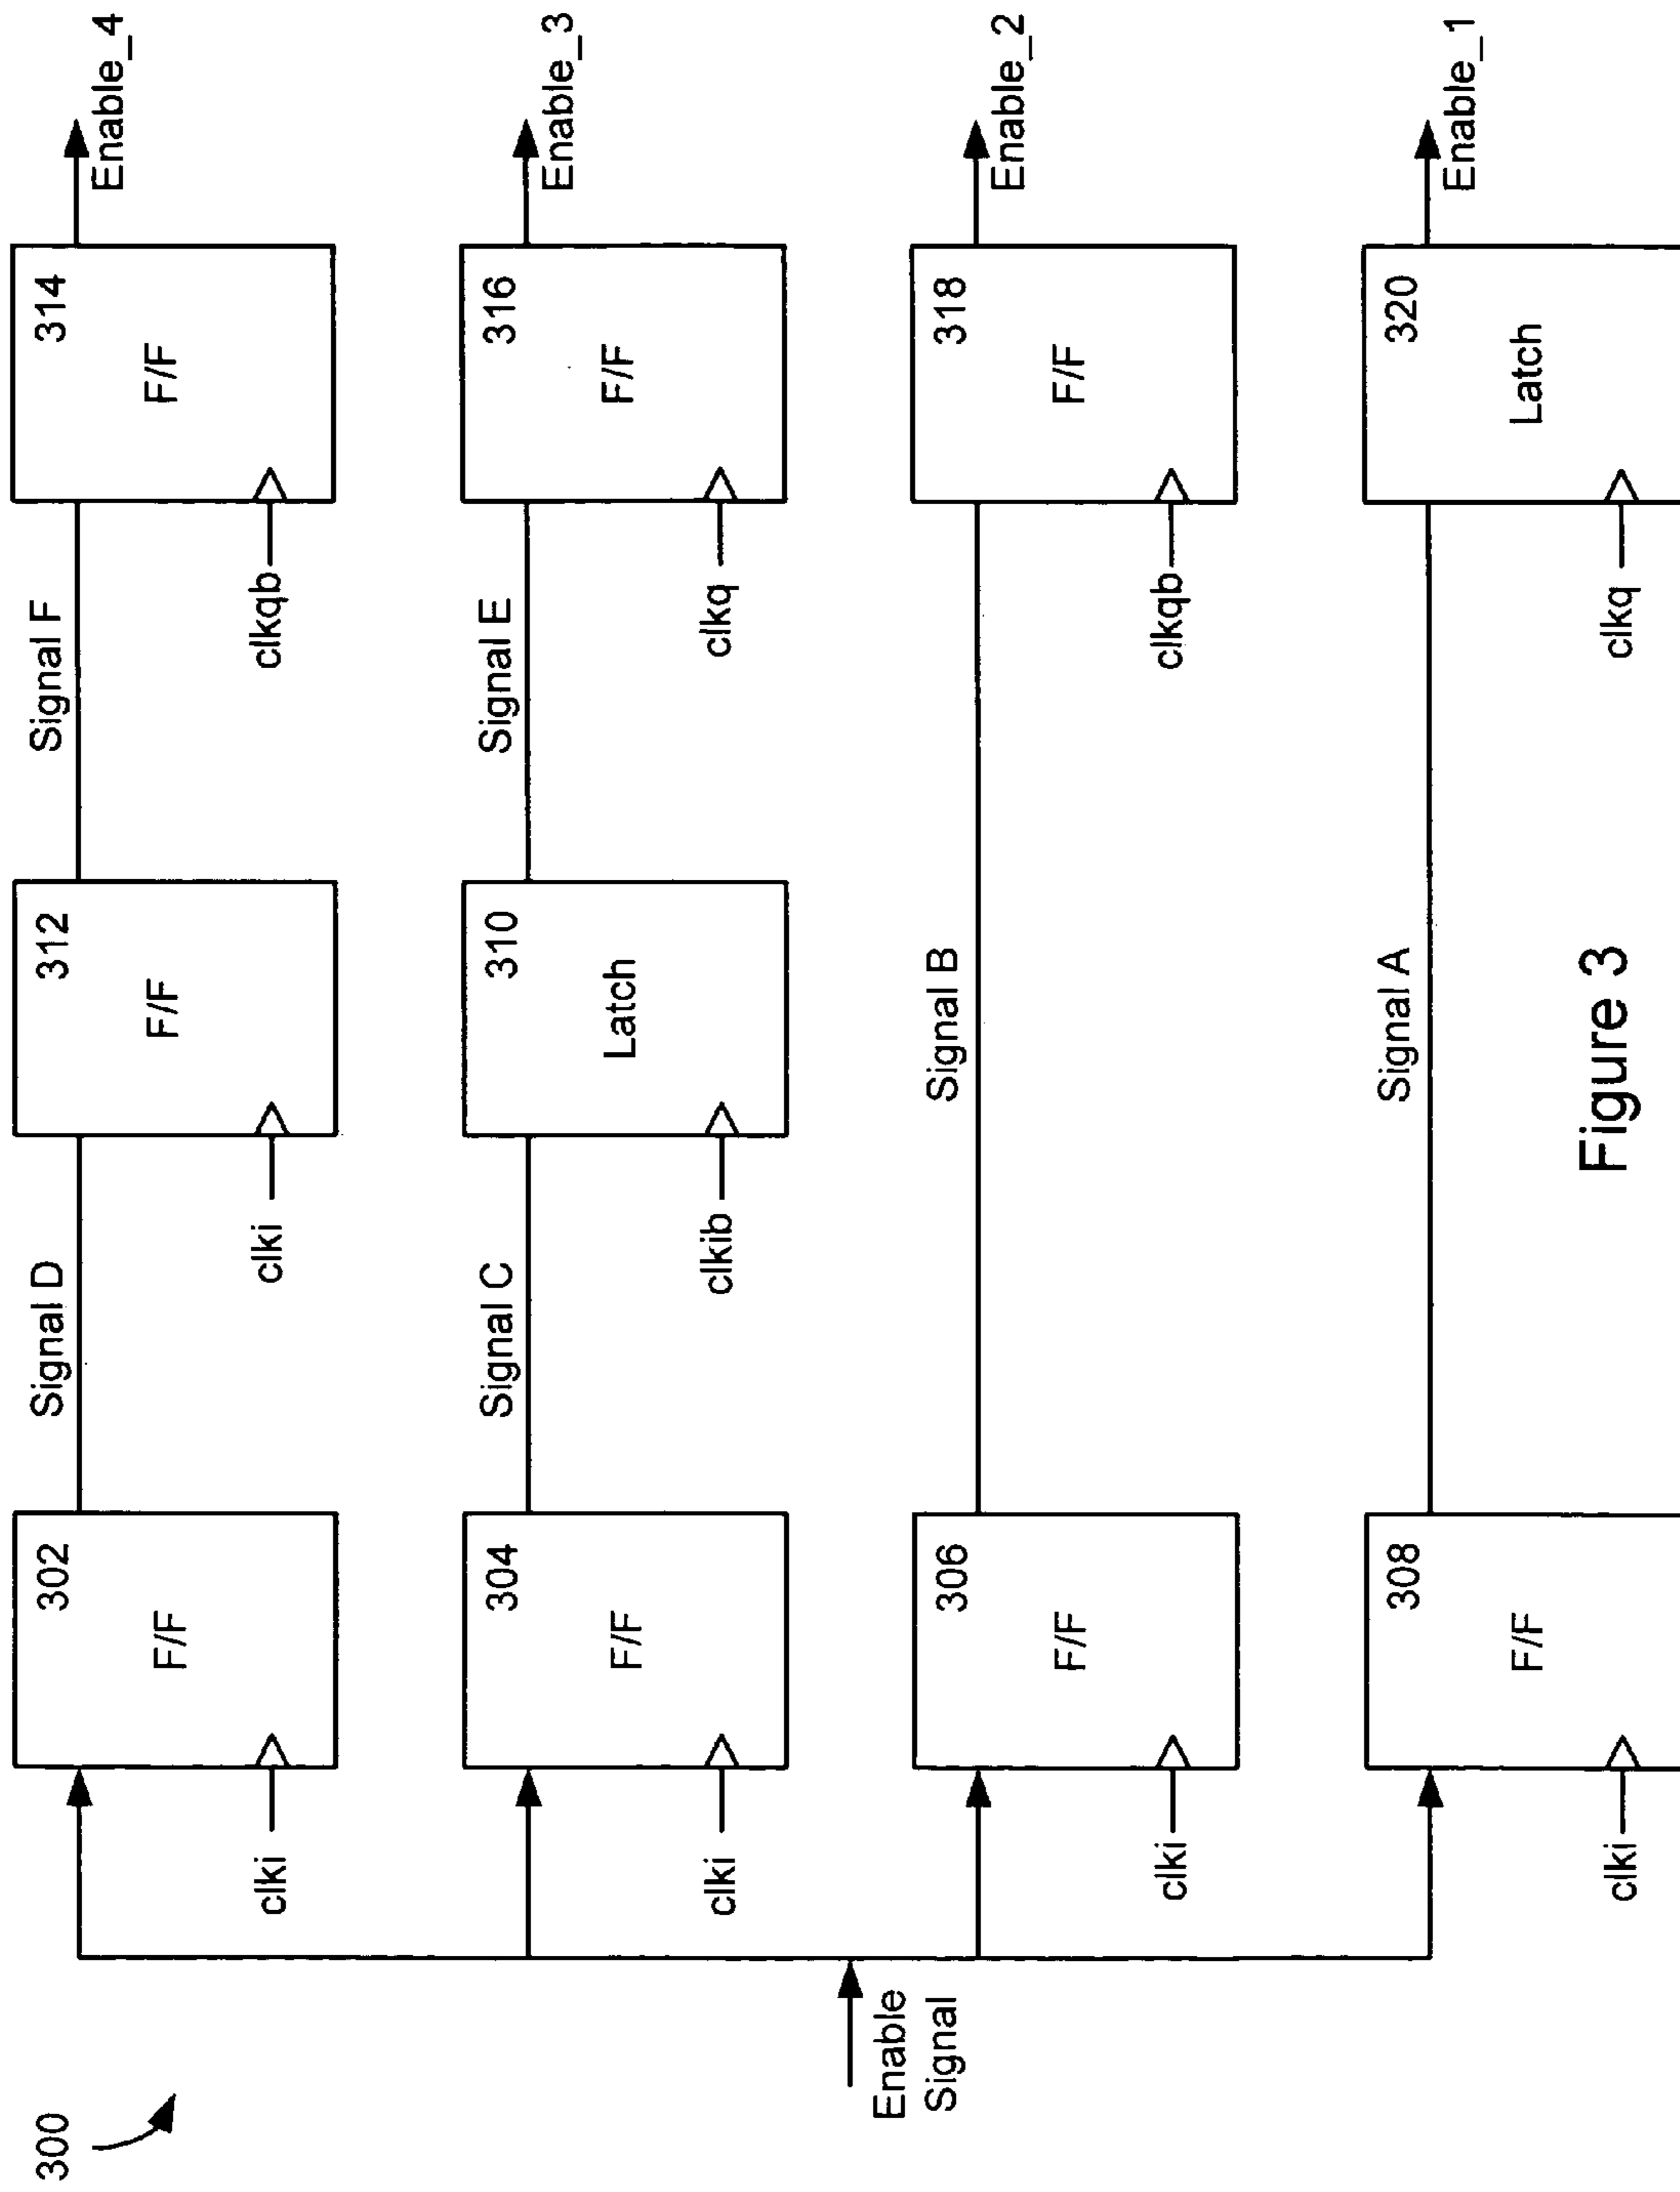 300
Enable
Signal
302
F/F
clki
Signal D
312
F/F
clki
Signal F
314
F/F
clkqb
Enable_4
304
F/F
clki
Signal C
310
Latch
clkib
Signal E
316
F/F
clkq
Enable_3
306
F/F
clki
Signal B
318
F/F
clkqb
Enable_2
308
F/F
clki
Signal A
320
Latch
clkq
Enable_1
Figure 3